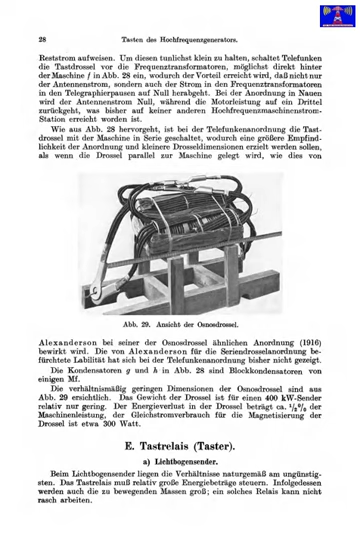 28
Tasten des Hochfrequenzgenerators.
Reststrom aufweisen. Um diesen tunlichst klein zu halten, schaltet Telefunken
die Tastdrossel vor die Frequenztransformatoren, möglichst direkt hinter
der Maschine f in Abb. 28 ein, wodurch der Vorteil erreicht wird, daß nicht nur
der Antennenstrom, sondern auch der Strom in den Frequenztransformatoren
in den Telegraphierpausen auf Null herabgeht. Bei der Anordnung in Nauen
wird der Antennenstrom Null, während die Motorleistung auf ein Drittel
zurückgeht, was bisher auf keiner anderen Hochfrequenzmaschinenstrom-
Station erreicht worden ist.
Wie aus Abb. 28 hervorgeht, ist bei der Telefunkenanordnung die Tast-
drossel mit der Maschine in Serie geschaltet, wodurch eine größere Empfind-
lichkeit der Anordnung und kleinere Drosseldimensionen erzielt werden sollen,
als wenn die Drossel parallel zur Maschine gelegt wird, wie dies von
Abb. 29. Ansicht der Osnosdrossel.
Alexanderson bei seiner der Osnosdrossel ähnlichen Anordnung (1916)
bewirkt wird. Die von Alexanderson für die Seriendrosselanordnung be-
fürchtete Labilität hat sich bei der Telefunkenanordnung bisher nicht gezeigt.
Die Kondensatoren g und h in Abb. 28 sind Blockkondensatoren von
einigen Mf.
Die verhältnismäßig geringen Dimensionen der Osnosdrossel sind aus
Abb. 29 ersichtlich. Das Gewicht der Drossel ist für einen 400 kW-Sender
relativ nur gering. Der Energieverlust in der Drossel beträgt ca. 1/2% der
Maschinenleistung, der Gleichstromverbrauch für die Magnetisierung der
Drossel ist etwa 300 Watt.
E. Tastrelais (Taster).
a) Lichtbogensender.
Beim Lichtbogensender liegen die Verhältnisse naturgemäß am ungünstig-
sten. Das Tastrelais muß relativ große Energiebeträge steuern. Infolgedessen
werden auch die zu bewegenden Massen groß; ein solches Relais kann nicht
rasch arbeiten.